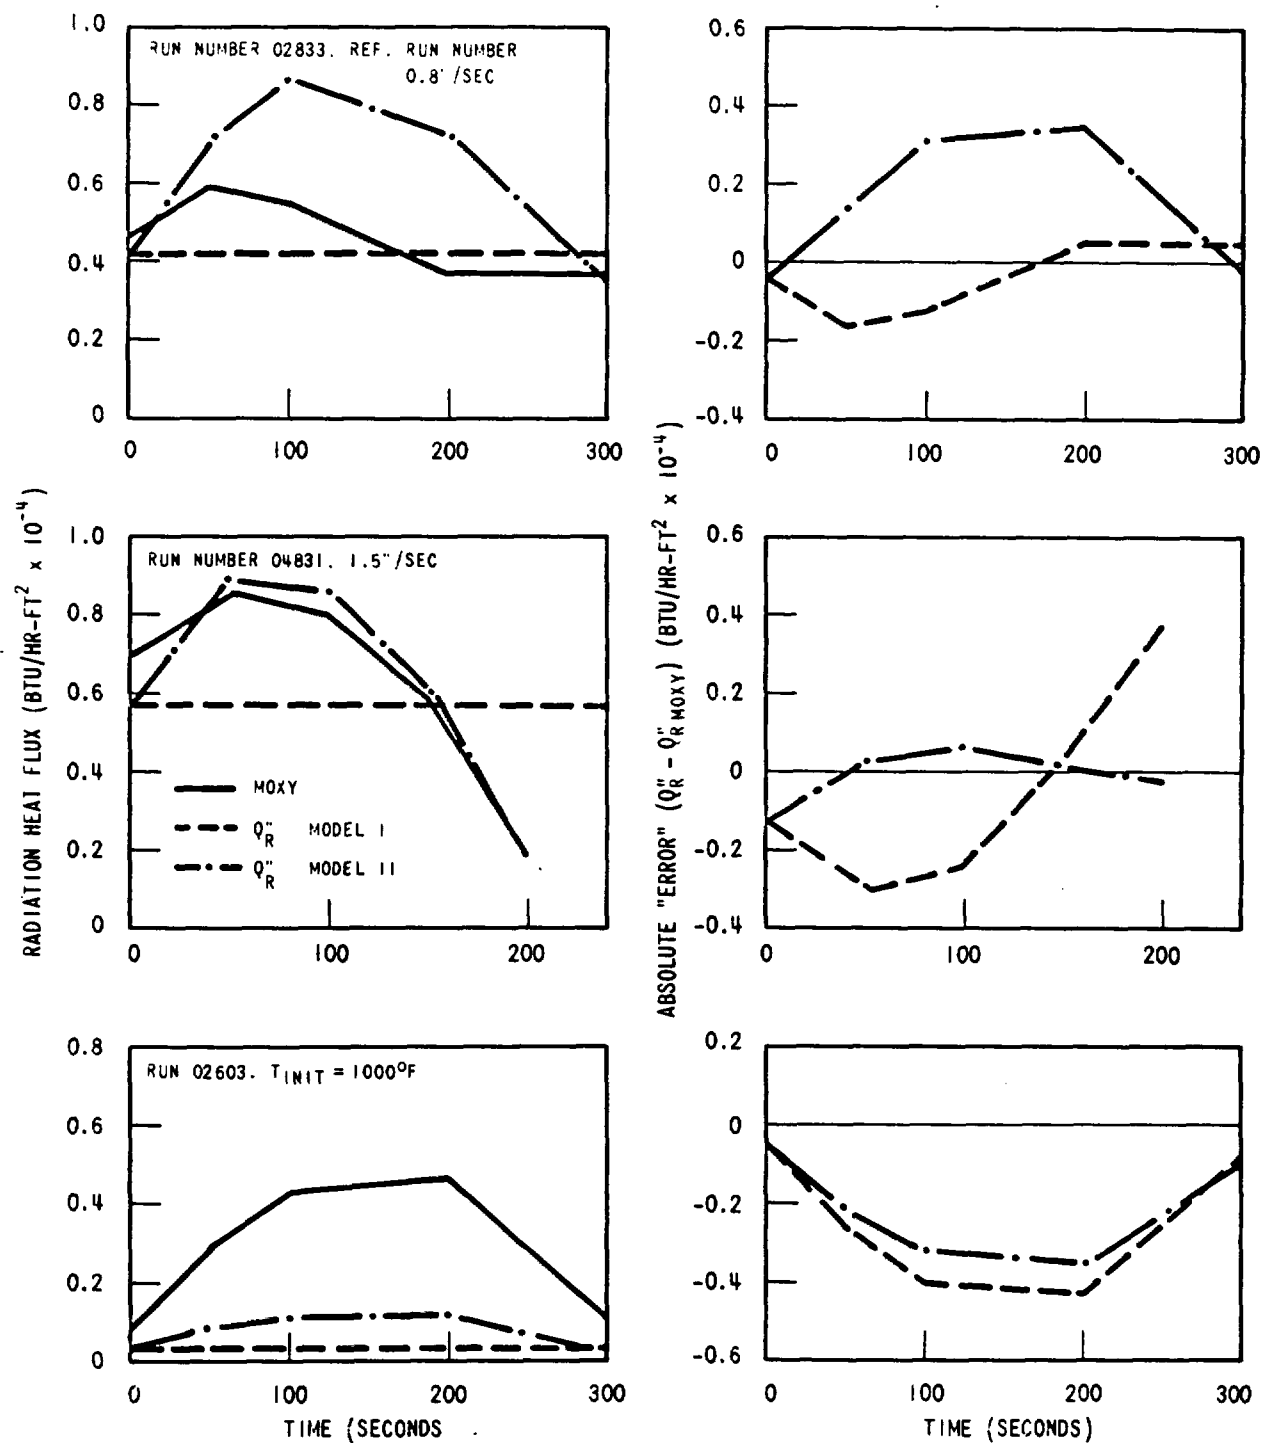 1.0
0.8
0.6
0.4
0.2
0
RUN NUMBER 02833. REF. RUN NUMBER
0.8"/SEC
0 100 200 300
0.6
0.4
0.2
0
-0.2
-0.4
0 100 200 300
RADIATION HEAT FLUX (BTU/HR-FT² x 10⁻⁴)
1.0
0.8
0.6
0.4
0.2
0
RUN NUMBER 04831. 1.5"/SEC
MOXY
Q"R MODEL I
Q"R MODEL II
0 100 200
ABSOLUTE "ERROR" (Q"R - Q"R MOXY) (BTU/HR-FT² x 10⁻⁴)
0.6
0.4
0.2
0
-0.2
-0.4
0 100 200
0.8
0.6
0.4
0.2
0
RUN 02603. TINIT = 1000°F
0 100 200 300
TIME (SECONDS
0.2
0
-0.2
-0.4
-0.6
0 100 200 300
TIME (SECONDS)